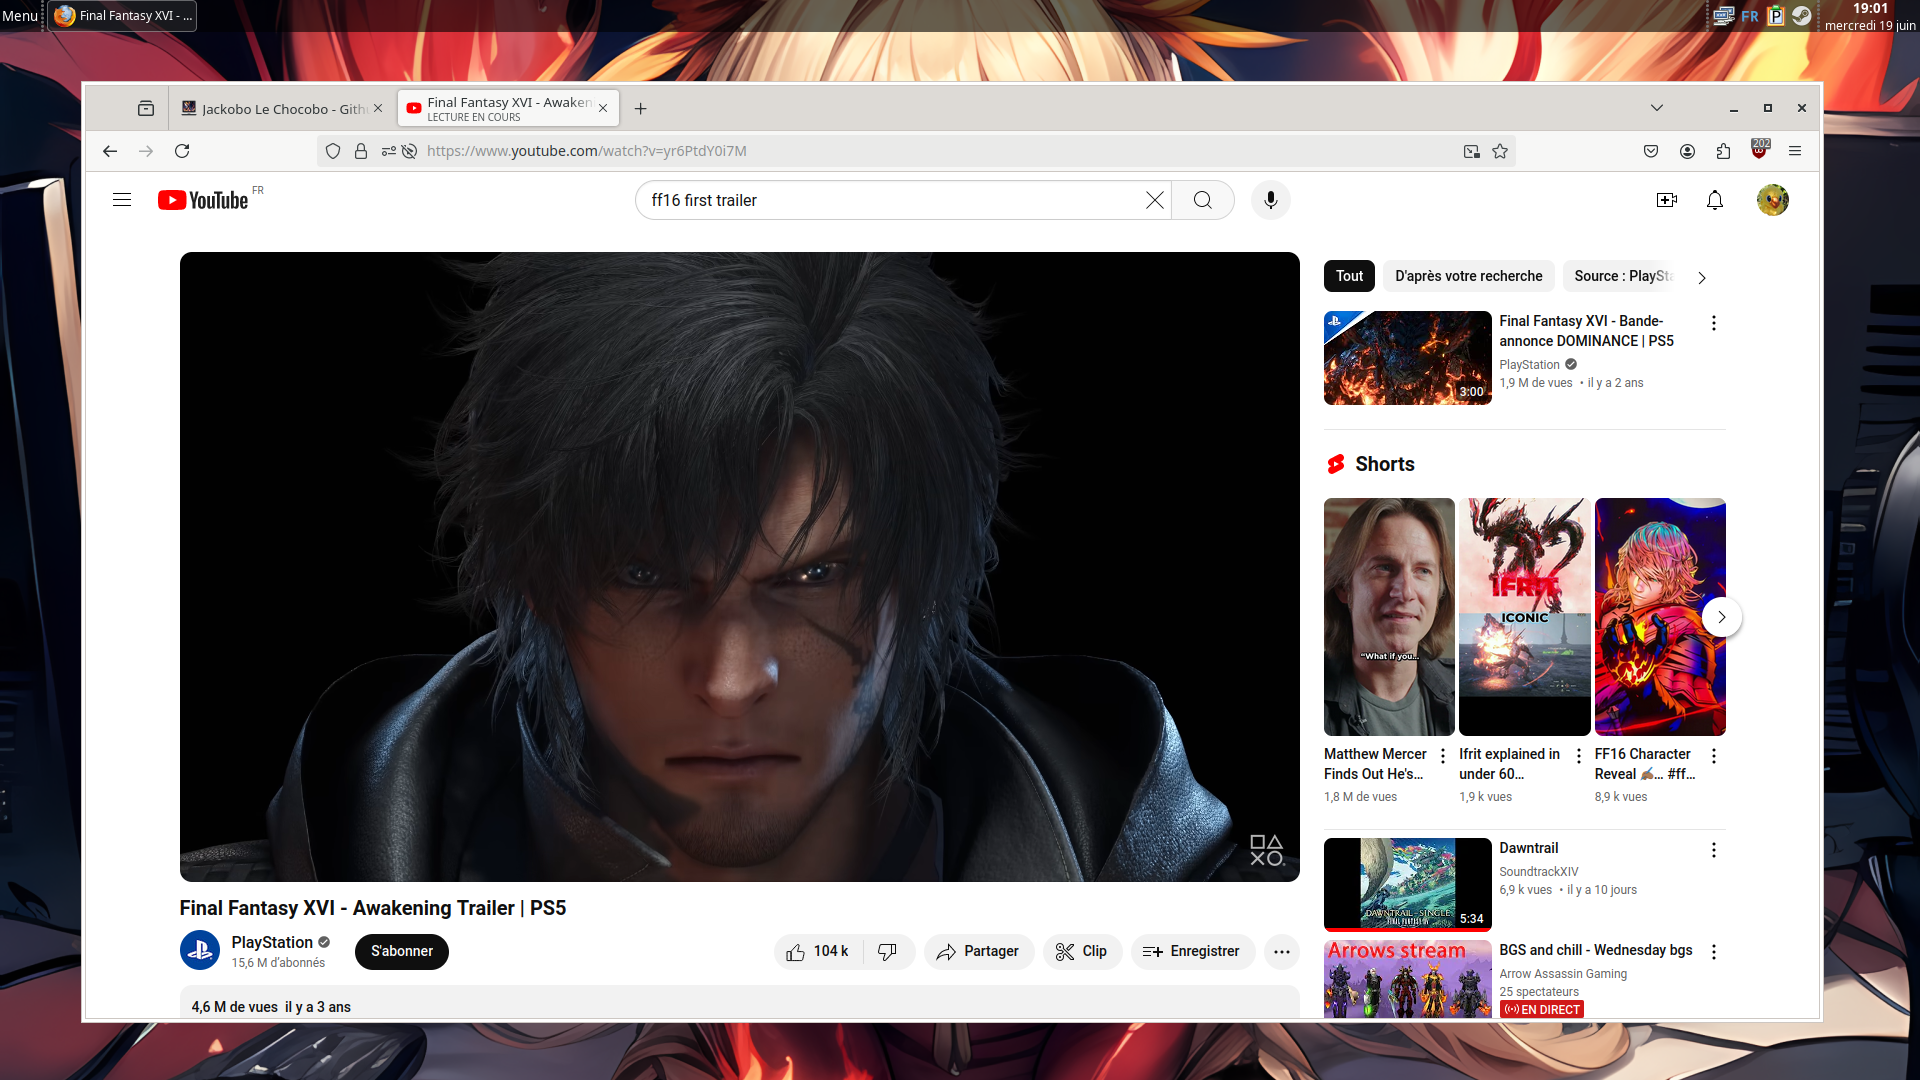 Menu
Final Fantasy XVI - ...
FR
19:01
mercredi 19 juin
Jackobo Le Chocobo - Gith
Final Fantasy XVI - Awaken
LECTURE EN COURS
https://www.youtube.com/watch?v=yr6PtdY0i7M
202
YouTube FR
ff16 first trailer
Tout
D'après votre recherche
Source : PlaySta
Final Fantasy XVI - Bande-
annonce DOMINANCE | PS5
PlayStation
1,9 M de vues • il y a 2 ans
3:00
Shorts
"What if you...
IFRIT
ICONIC
Matthew Mercer
Finds Out He's...
1,8 M de vues
Ifrit explained in
under 60...
1,9 k vues
FF16 Character
Reveal ✍🏽... #ff...
8,9 k vues
DAWNTRAIL - SINGLE
FINAL FANTASY XIV
5:34
Dawntrail
SoundtrackXIV
6,9 k vues • il y a 10 jours
Arrows stream
BGS and chill - Wednesday bgs
Arrow Assassin Gaming
25 spectateurs
EN DIRECT
Final Fantasy XVI - Awakening Trailer | PS5
PlayStation
15,6 M d'abonnés
S'abonner
104 k
Partager
Clip
Enregistrer
4,6 M de vues il y a 3 ans